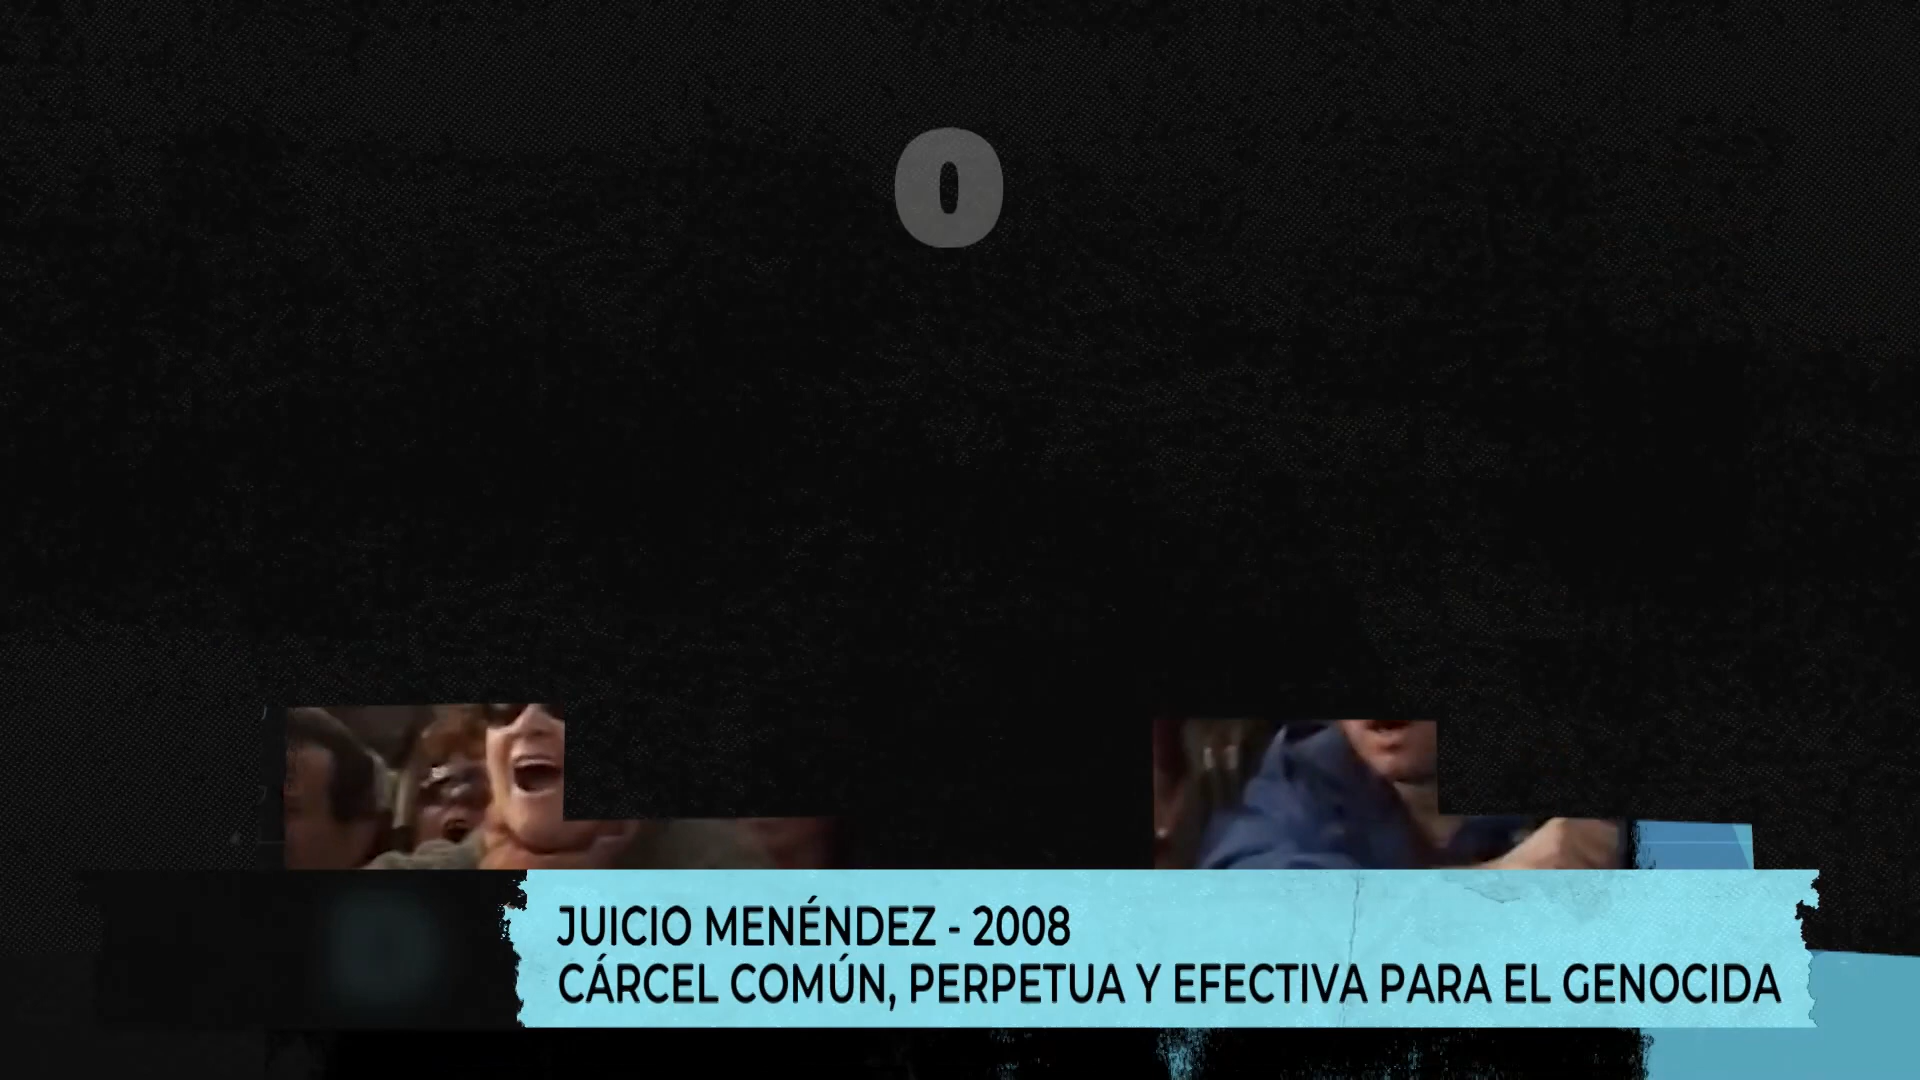 0
JUICIO MENÉNDEZ - 2008
CÁRCEL COMÚN, PERPETUA Y EFECTIVA PARA EL GENOCIDA